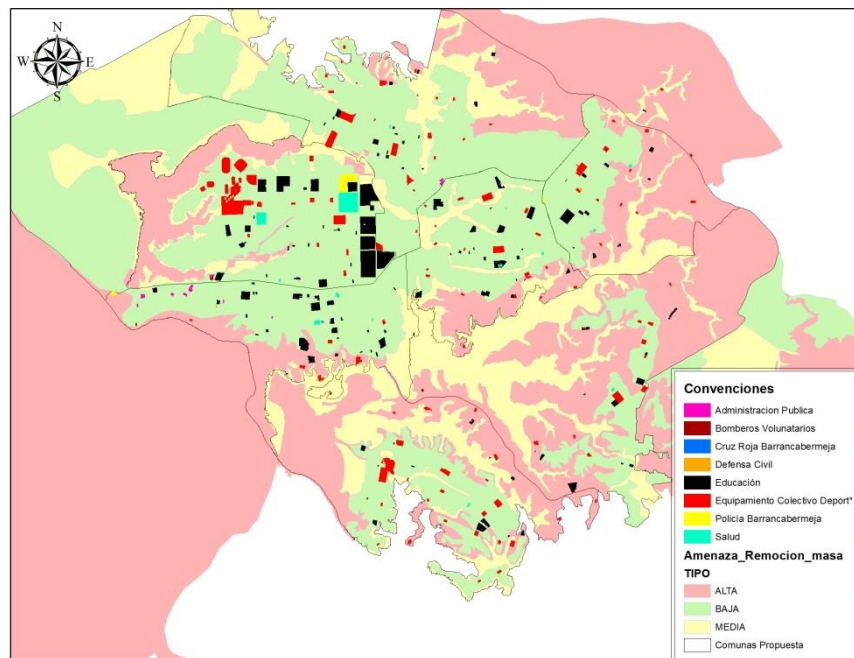 N
W
E
S
Convenciones
Administracion Publica
Bomberos Volunatarios
Cruz Roja Barrancabermeja
Defensa Civil
Educación
Equipamiento Colectivo Deport*
Policía Barrancabermeja
Salud
Amenaza_Remocion_masa
TIPO
ALTA
BAJA
MEDIA
Comunas Propuesta